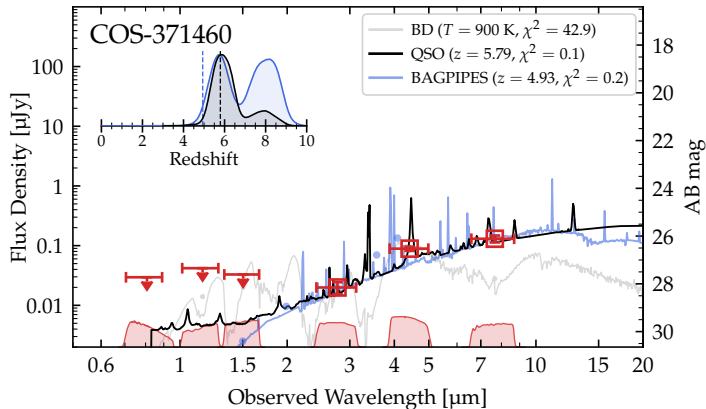 COS-371460
BD (T = 900 K, χ² = 42.9)
QSO (z = 5.79, χ² = 0.1)
BAGPIPES (z = 4.93, χ² = 0.2)
100
10
1
0.1
0.01
Flux Density [μJy]
18
20
22
24
26
28
30
AB mag
0 2 4 6 8 10
Redshift
0.6 1 1.5 2 3 4 5 10 15 20
Observed Wavelength [μm]